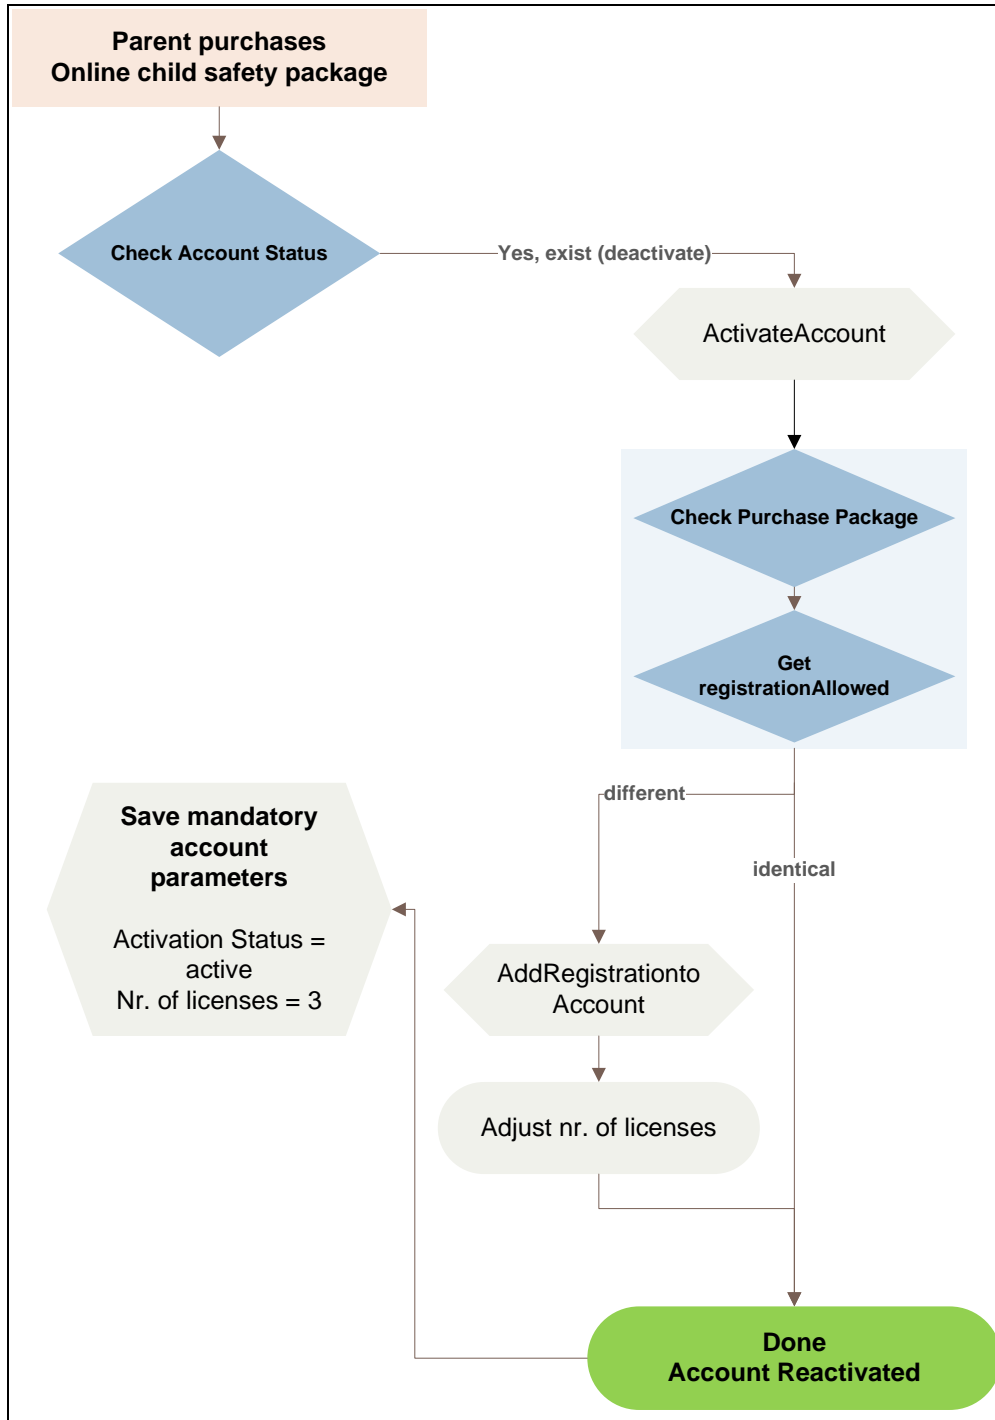 Parent purchases
Online child safety package
Check Account Status
Yes, exist (deactivate)
ActivateAccount
Check Purchase Package
Get
registrationAllowed
different
identical
Save mandatory
account
parameters
Activation Status =
active
Nr. of licenses = 3
AddRegistrationto
Account
Adjust nr. of licenses
Done
Account Reactivated